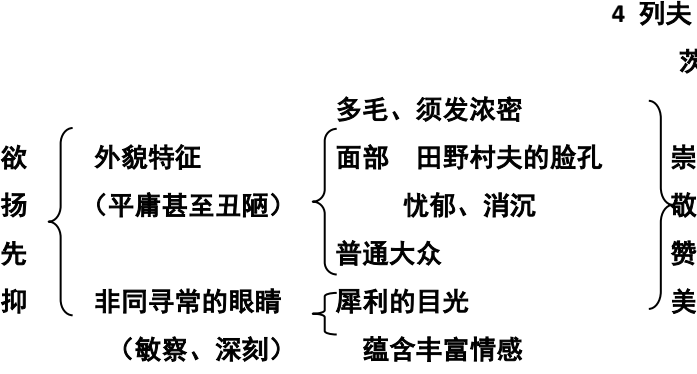 4 列夫
茨
多毛、须发浓密
欲 外貌特征 面部 田野村夫的脸孔 崇
扬 （平庸甚至丑陋） 忧郁、消沉 敬
先 普通大众 赞
抑 非同寻常的眼睛 犀利的目光 美
（敏察、深刻） 蕴含丰富情感